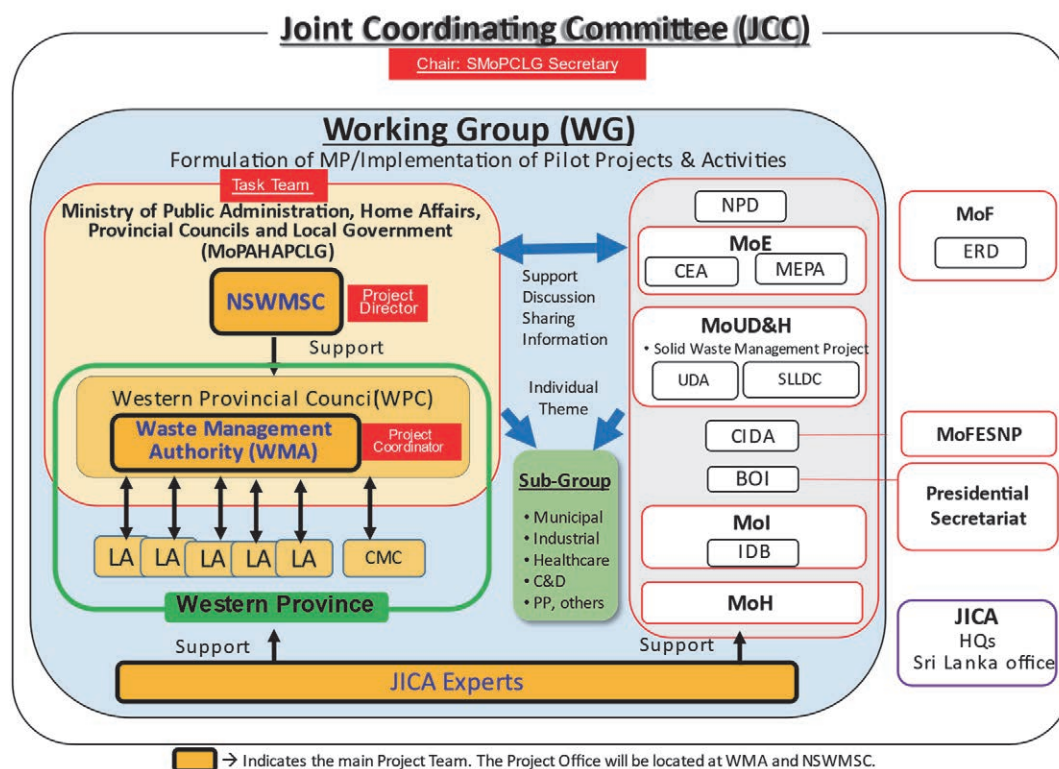 Joint Coordinating Committee (JCC)
Chair: SMoPCLG Secretary
Working Group (WG)
Formulation of MP/Implementation of Pilot Projects & Activities
Task Team
Ministry of Public Administration, Home Affairs,
Provincial Councils and Local Government
(MoPAHAPCLG)
NSWMSC
Project
Director
Support
Western Provincial Council(WPC)
Waste Management
Authority (WMA)
Project
Coordinator
LA
LA
LA
LA
LA
CMC
Western Province
Support
Support
Discussion
Sharing
Information
Individual
Theme
Sub-Group
• Municipal
• Industrial
• Healthcare
• C&D
• PP, others
NPD
MoE
CEA
MEPA
MoUD&H
• Solid Waste Management Project
UDA
SLLDC
CIDA
BOI
MoI
IDB
MoH
Support
JICA Experts
MoF
ERD
MoFESNP
Presidential
Secretariat
JICA
HQs
Sri Lanka office
→ Indicates the main Project Team. The Project Office will be located at WMA and NSWMSC.